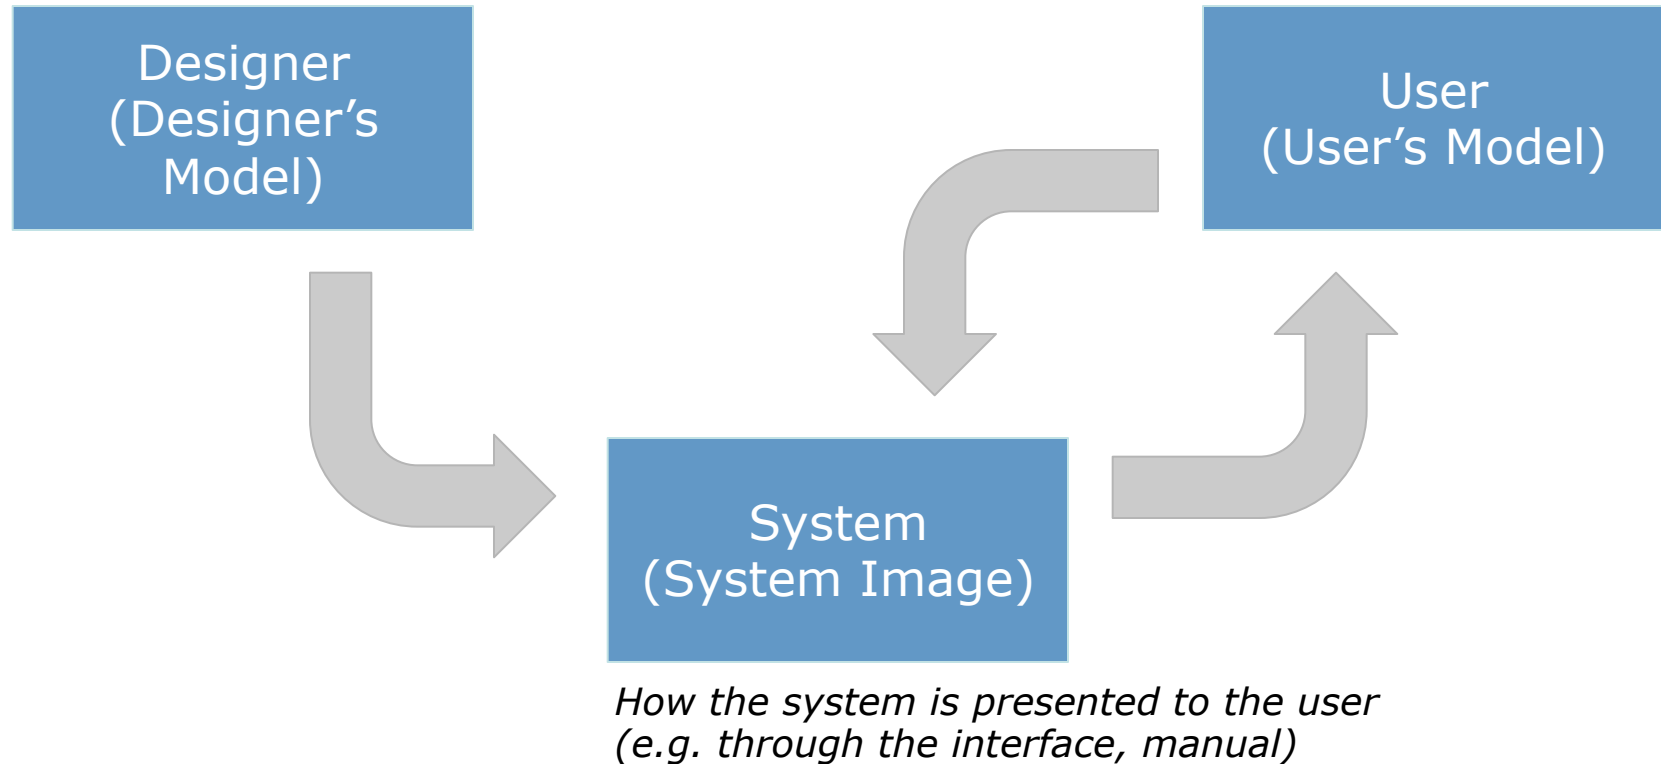 Designer
(Designer’s
Model)
User
(User’s Model)
System
(System Image)
How the system is presented to the user
(e.g. through the interface, manual)